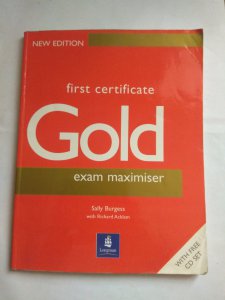 NEW EDITION
first certificate
Gold
exam maximiser
Sally Burgess
with Richard Acklam
Longman
WITH FREE
CD SET